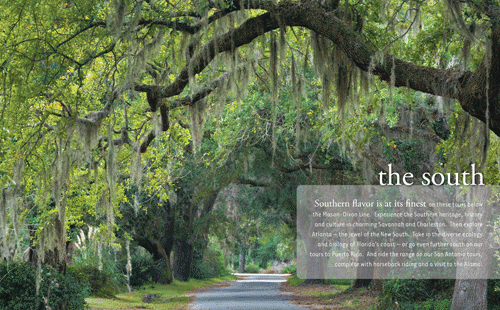 the south
Southern flavor is at its finest on these tours below
the Mason-Dixon Line. Experience the Southern heritage, history
and culture in charming Savannah and Charleston. Then explore
Atlanta – the jewel of the New South. Take in the diverse ecology
and biology of Florida's coast – or go even further south on our
tours to Puerto Rico. And ride the range on our San Antonio tours,
complete with horseback riding and a visit to the Alamo.